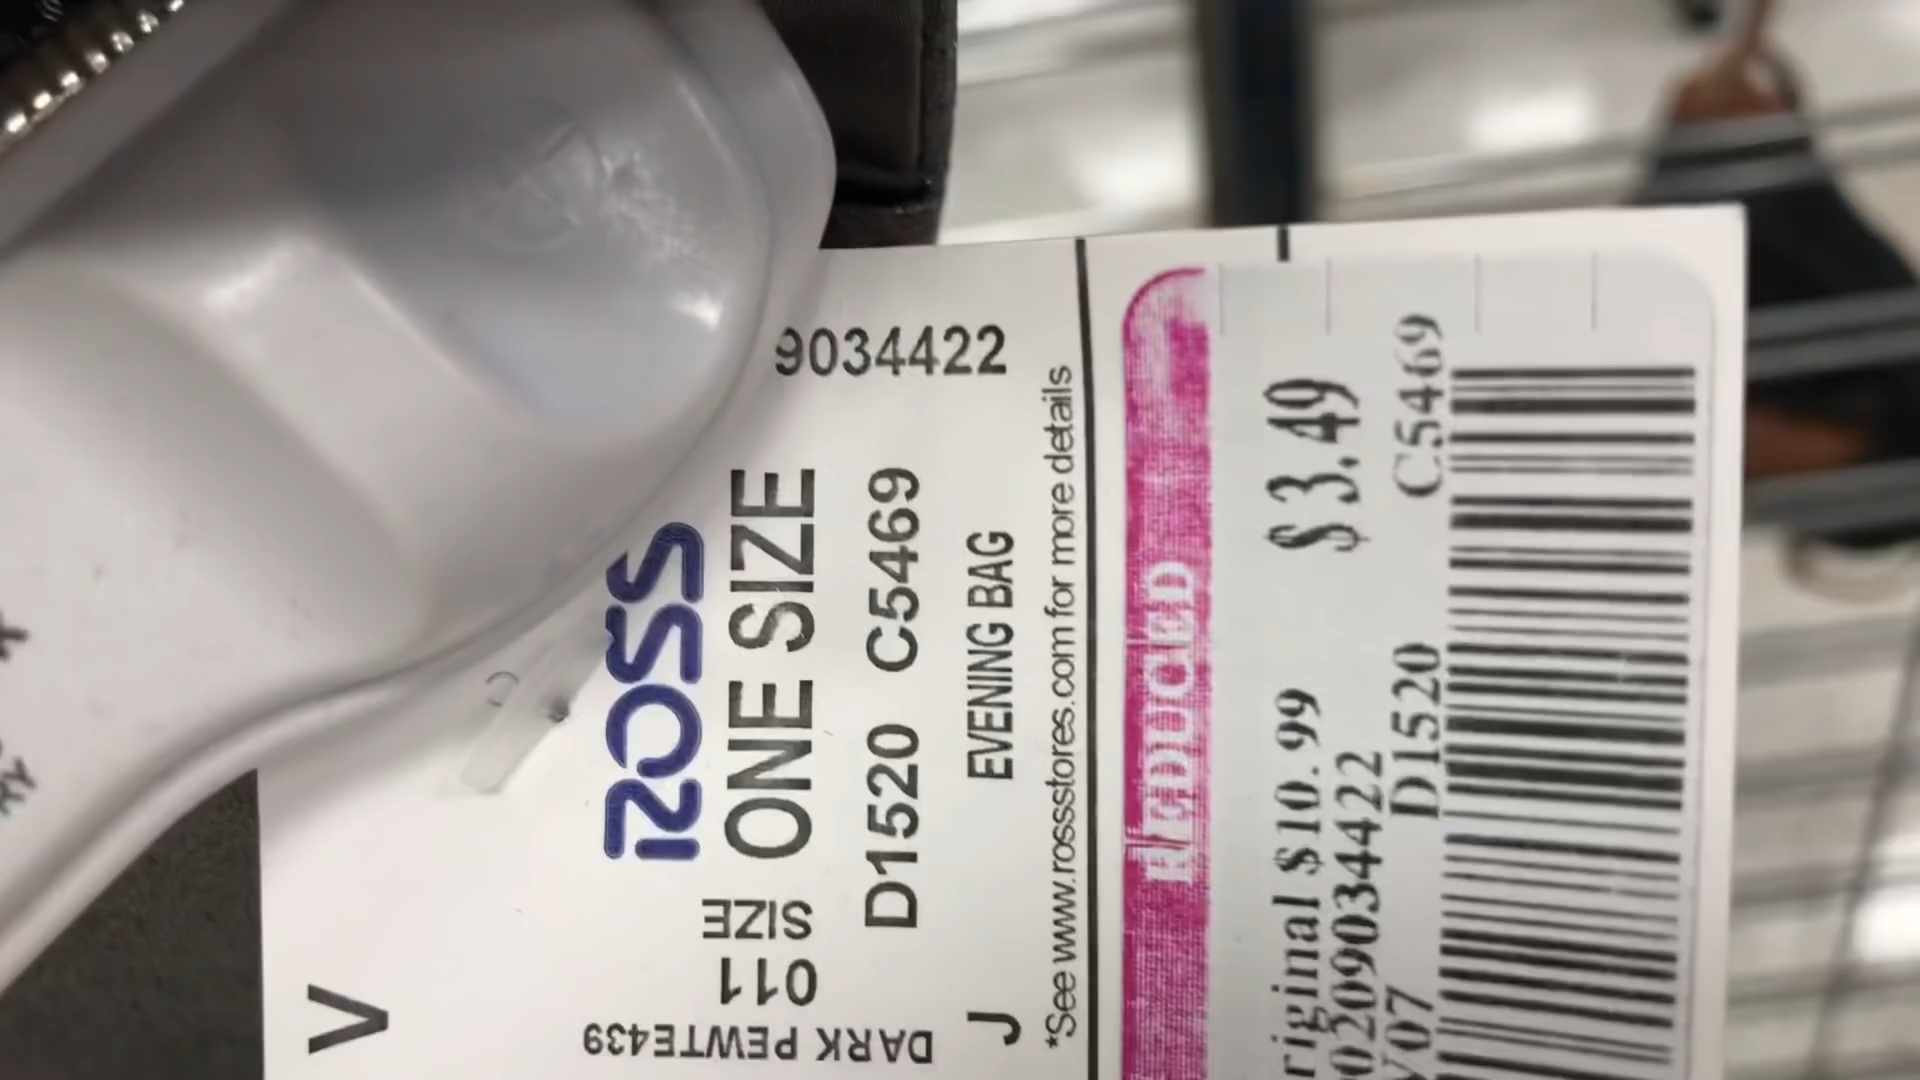 9034422
ROSS
ONE SIZE
D1520 C5469
EVENING BAG
J
*See www.rossstores.com for more details
SIZE
011
DARK PEWTE439
V
REDUCED
$3.49
riginal $10.99
0209034422
Y07
D1520
C5469